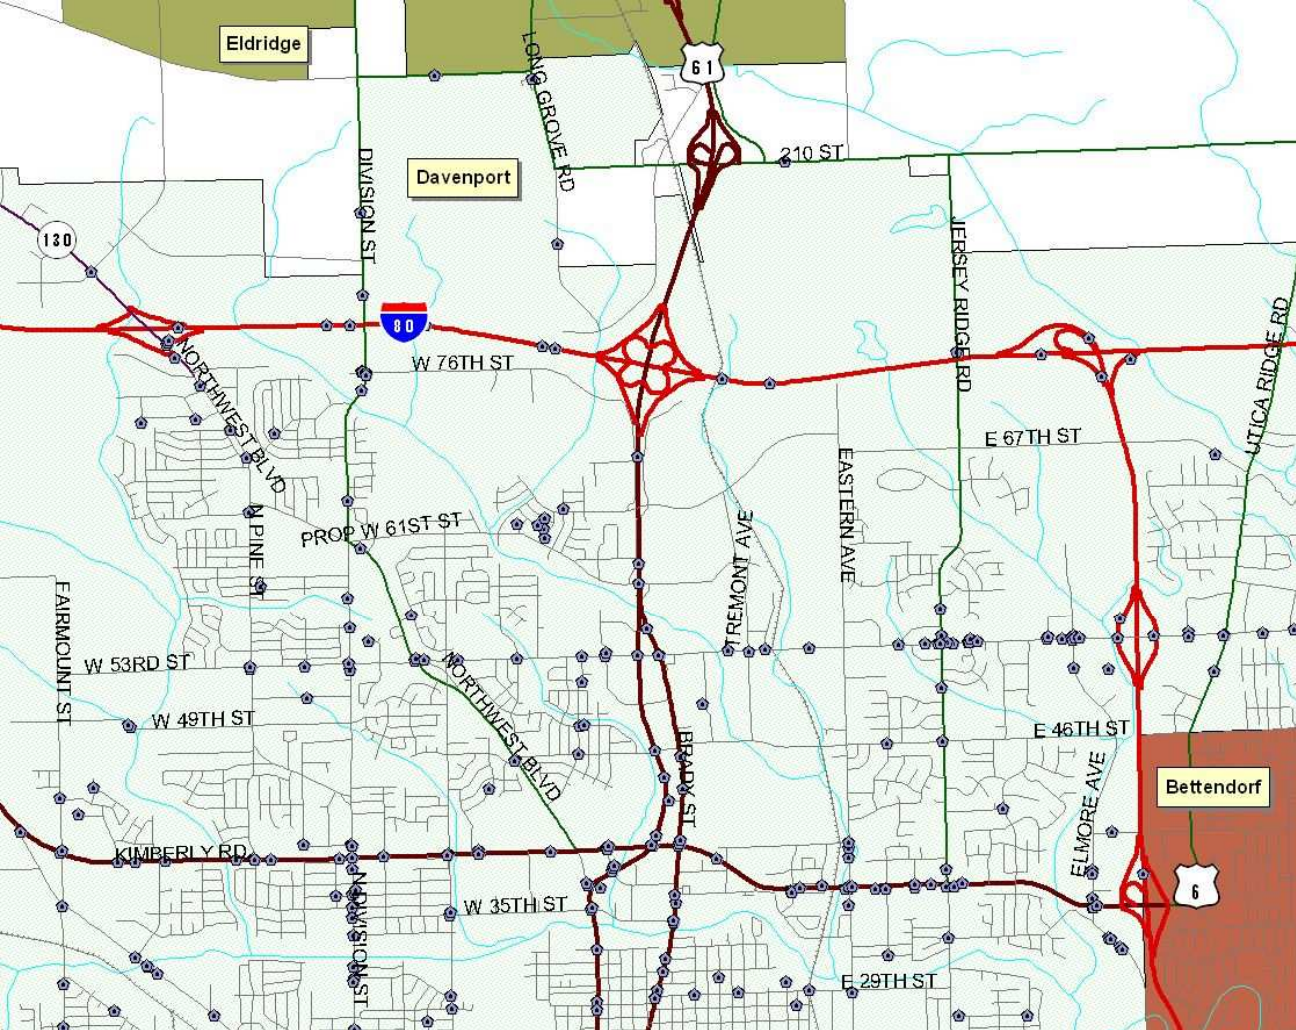 Eldridge
61
LONG GROVE RD
210 ST
DIVISION ST
Davenport
130
JERSEY RIDGE RD
80
UTICA RIDGE RD
W 76TH ST
NORTHWEST BLVD
E 67TH ST
EASTERN AVE
N PINE ST
PROP W 61ST ST
TREMONT AVE
FAIRMOUNT ST
W 53RD ST
NORTHWEST BLVD
W 49TH ST
E 46TH ST
BRADY ST
ELMORE AVE
Bettendorf
KIMBERLY RD
6
W 35TH ST
N DIVISION ST
E 29TH ST